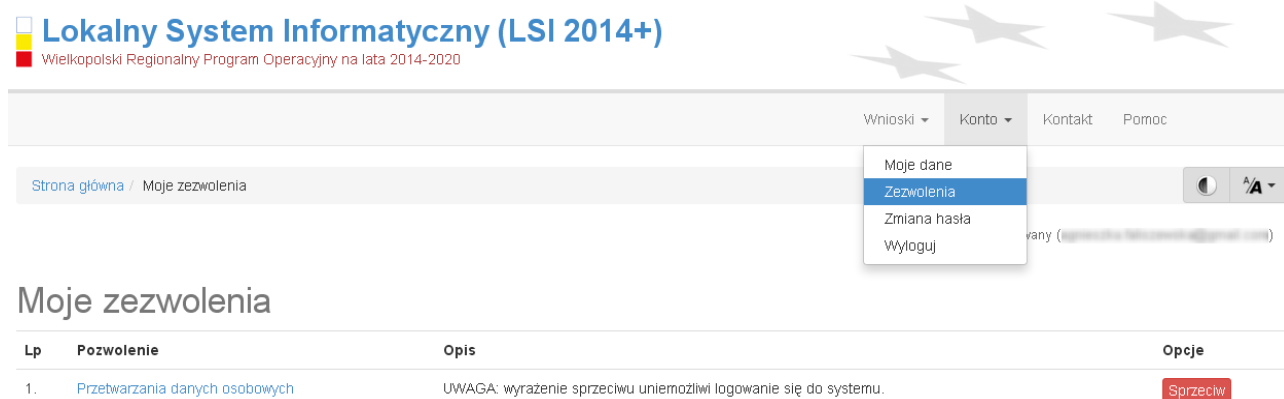 Lokalny System Informatyczny (LSI 2014+)
Wielkopolski Regionalny Program Operacyjny na lata 2014-2020
Wnioski Konto Kontakt Pomoc
Moje dane
Zezwolenia
Zmiana hasła
Wyloguj
Strona główna / Moje zezwolenia
A/A
Moje zezwolenia
Lp Pozwolenie Opis Opcje
1. Przetwarzania danych osobowych UWAGA: wyrażenie sprzeciwu uniemożliwi logowanie się do systemu. Sprzeciw